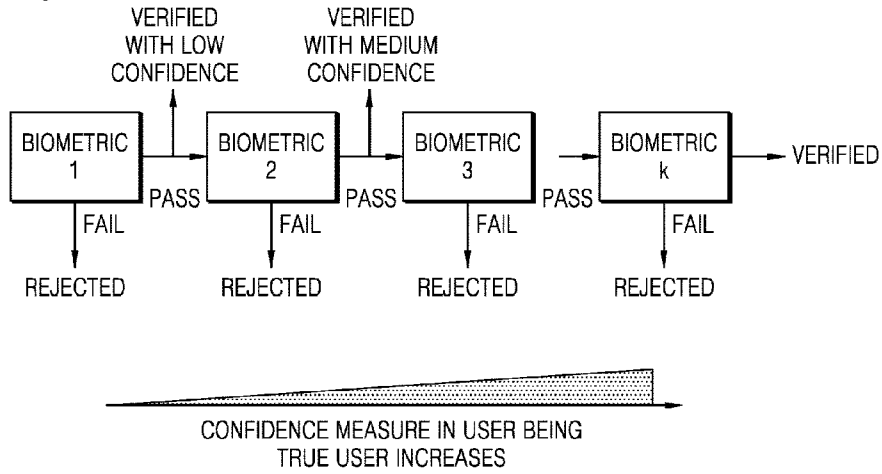 VERIFIED
WITH LOW
CONFIDENCE
VERIFIED
WITH MEDIUM
CONFIDENCE
BIOMETRIC
1
BIOMETRIC
2
BIOMETRIC
3
BIOMETRIC
k
VERIFIED
PASS
PASS
PASS
FAIL
FAIL
FAIL
FAIL
REJECTED
REJECTED
REJECTED
REJECTED
CONFIDENCE MEASURE IN USER BEING
TRUE USER INCREASES